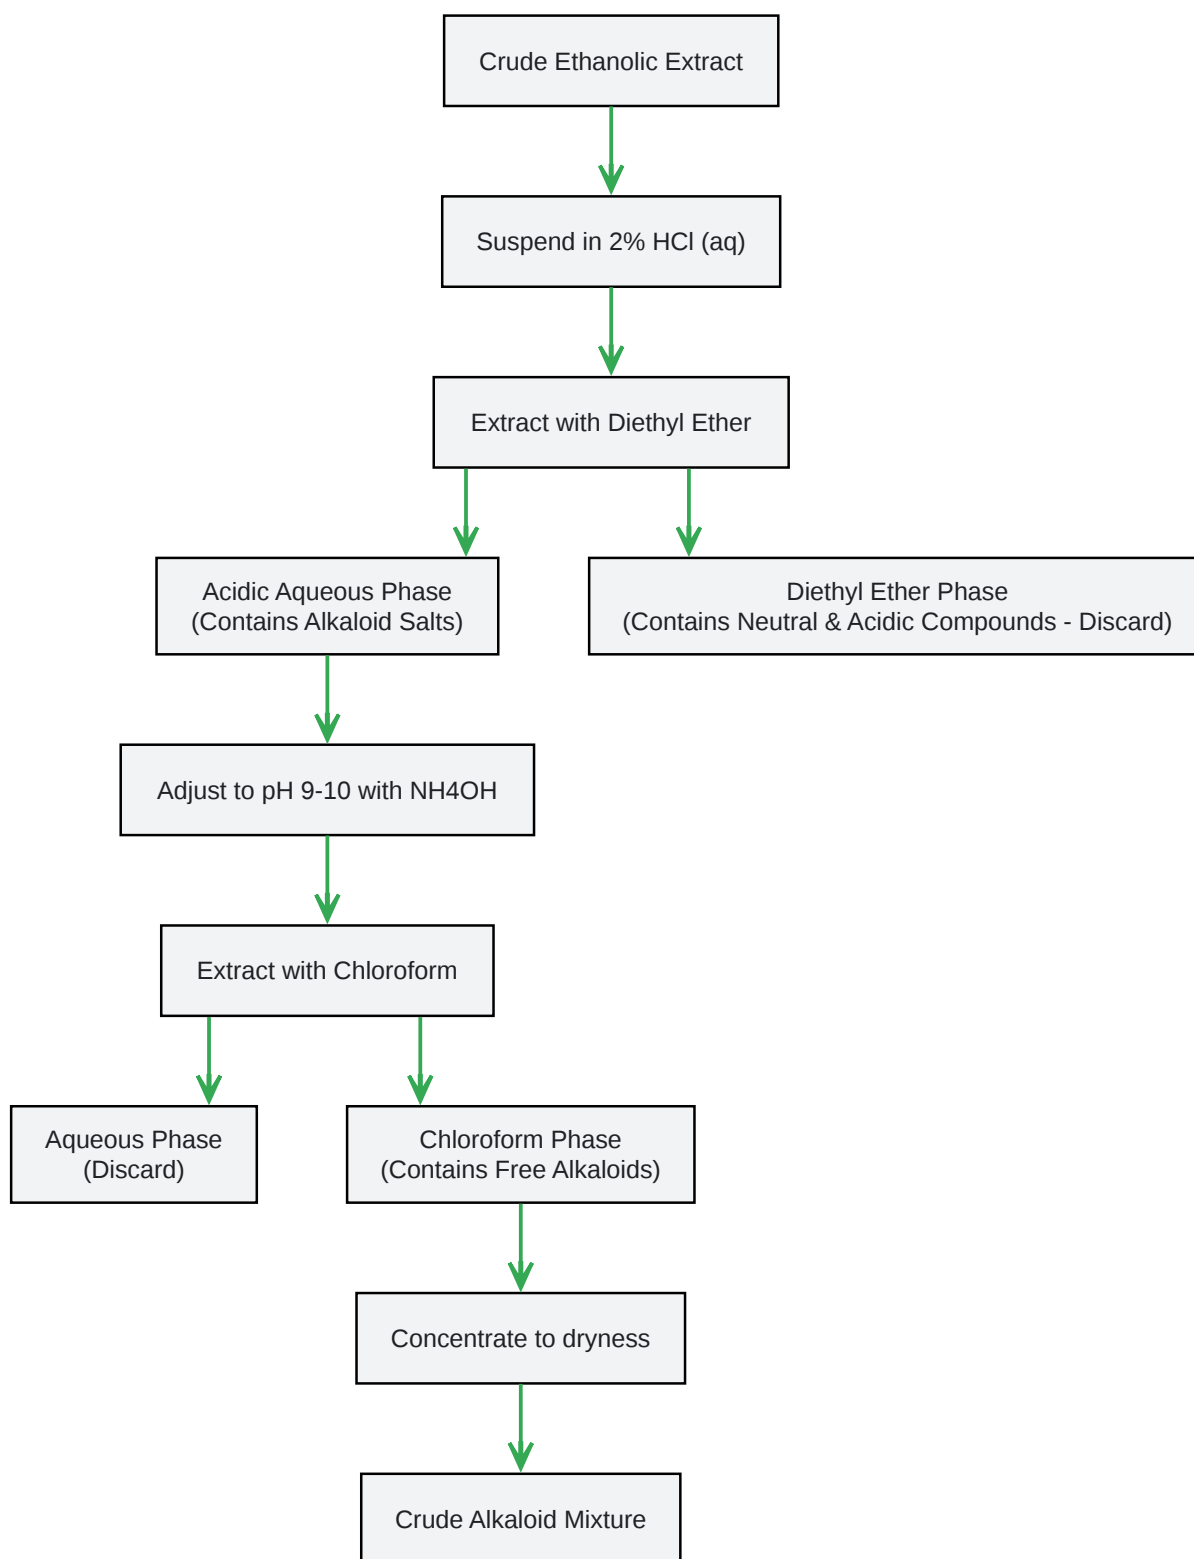 Crude Ethanolic Extract
Suspend in 2% HCl (aq)
Extract with Diethyl Ether
Acidic Aqueous Phase
(Contains Alkaloid Salts)
Diethyl Ether Phase
(Contains Neutral & Acidic Compounds - Discard)
Adjust to pH 9-10 with NH4OH
Extract with Chloroform
Aqueous Phase
(Discard)
Chloroform Phase
(Contains Free Alkaloids)
Concentrate to dryness
Crude Alkaloid Mixture